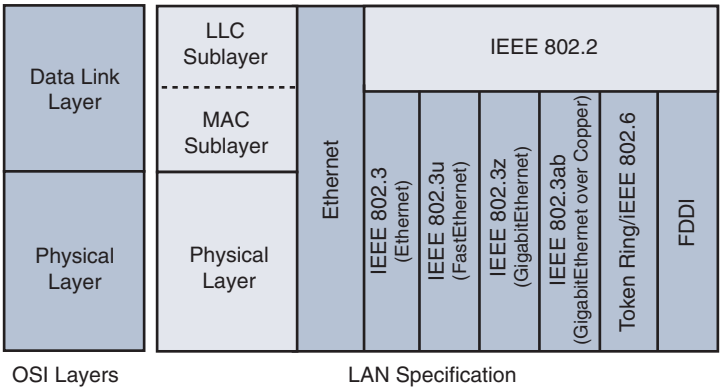 Data Link
Layer
Physical
Layer
OSI Layers
LLC
Sublayer
MAC
Sublayer
Physical
Layer
Ethernet
IEEE 802.2
IEEE 802.3
(Ethernet)
IEEE 802.3u
(FastEthernet)
IEEE 802.3z
(GigabitEthernet)
IEEE 802.3ab
(GigabitEthernet over Copper)
Token Ring/iEEE 802.6
FDDI
LAN Specification